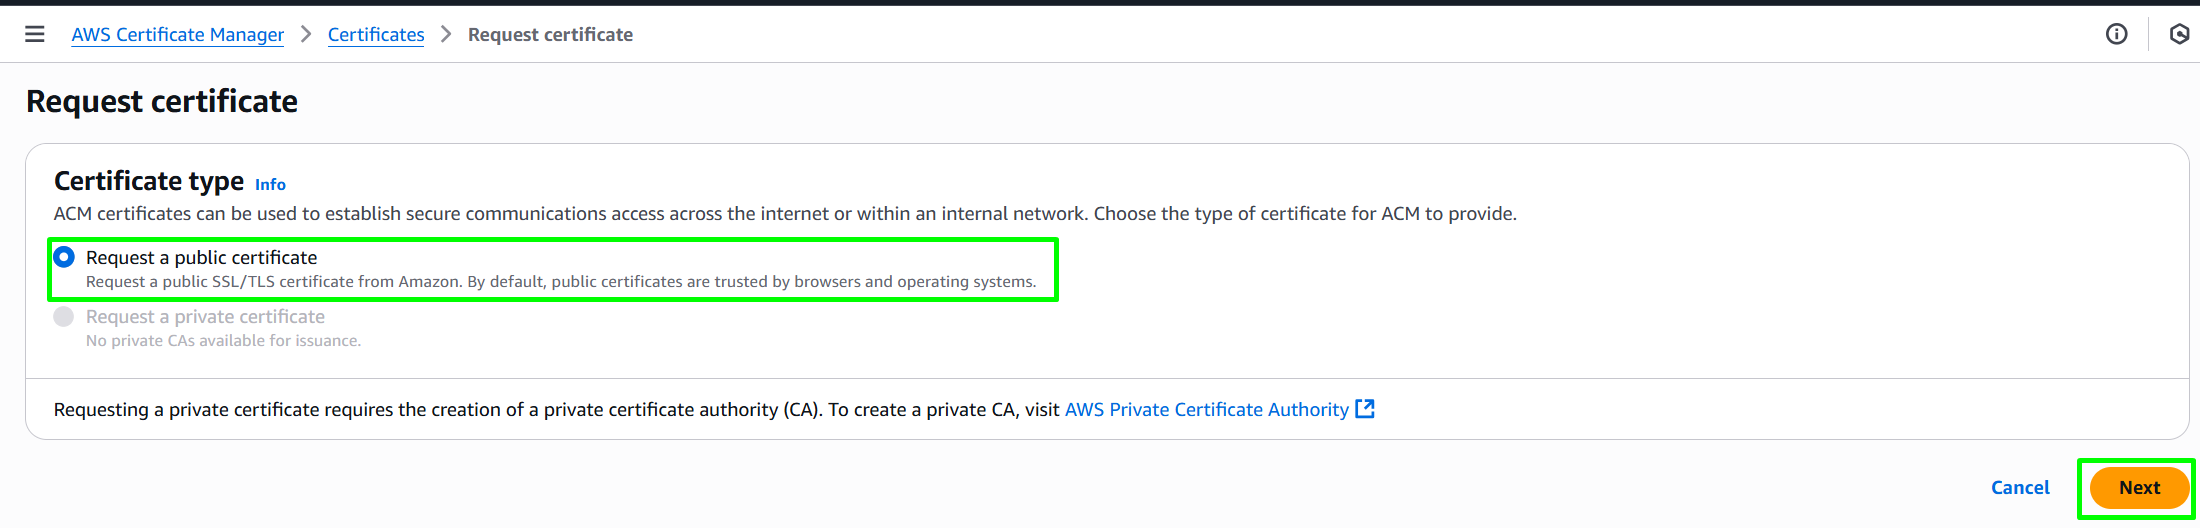 AWS Certificate Manager > Certificates > Request certificate
Request certificate
Certificate type Info
ACM certificates can be used to establish secure communications access across the internet or within an internal network. Choose the type of certificate for ACM to provide.
Request a public certificate
Request a public SSL/TLS certificate from Amazon. By default, public certificates are trusted by browsers and operating systems.
Request a private certificate
No private CAs available for issuance.
Requesting a private certificate requires the creation of a private certificate authority (CA). To create a private CA, visit AWS Private Certificate Authority
Cancel Next